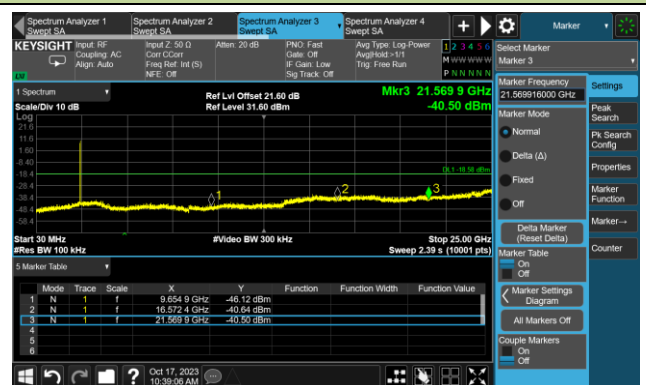 Spectrum Analyzer 1
Swept SA
Spectrum Analyzer 2
Swept SA
Spectrum Analyzer 3
Swept SA
Spectrum Analyzer 4
Swept SA
+
Marker
KEYSIGHT
Input: RF
Coupling: AC
Align: Auto
Input Z: 50 Ω
Corr CCorr
Freq Ref: Int (S)
NFE: Off
Atten: 20 dB
PNO: Fast
Gate: Off
IF Gain: Low
Sig Track: Off
Avg Type: Log-Power
Avg|Hold:>1/1
Trig: Free Run
1 2 3 4 5 6
M W W W W W
P N N N N N
LW
Select Marker
Marker 3
1 Spectrum
Scale/Div 10 dB
Log
Ref Lvl Offset 21.60 dB
Ref Level 31.60 dBm
Mkr3 21.569 9 GHz
-40.50 dBm
21.6
11.6
1.60
-8.40
-18.4
-28.4
-38.4
-48.4
-58.4
DL1 -18.58 dBm
1
2
3
Start 30 MHz
#Res BW 100 kHz
#Video BW 300 kHz
Stop 25.00 GHz
Sweep 2.39 s (10001 pts)
5 Marker Table
Mode Trace Scale X Y Function Function Width Function Value
1 N 1 f 9.654 9 GHz -46.12 dBm
2 N 1 f 16.572 4 GHz -40.64 dBm
3 N 1 f 21.569 9 GHz -40.50 dBm
4
5
6
Marker Frequency
21.569916000 GHz
Marker Mode
Normal
Delta (Δ)
Fixed
Off
Delta Marker
(Reset Delta)
Marker Table
On
Off
Marker Settings
Diagram
All Markers Off
Couple Markers
On
Off
Settings
Peak
Search
Pk Search
Config
Properties
Marker
Function
Marker→
Counter
?
Oct 17, 2023
10:39:06 AM